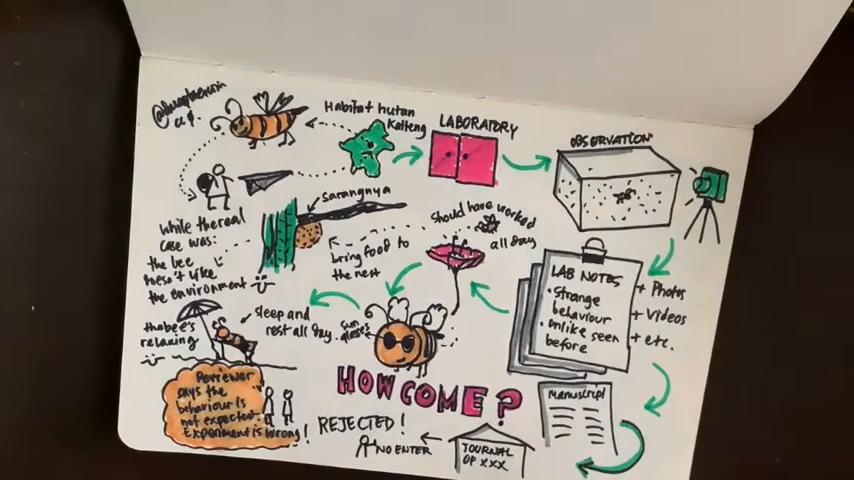 Habitat hutan
Kalteng
LABORATORY
OBSERVATION
sarangnya
should have worked
all day
bring food to
the nest
While the real
case was:
the bee
doesn't like
the environment
LAB NOTES
• strange
behaviour
• unlike seen
before
+ Photos
+ Videos
+ etc.
sleep and
rest all day.
sun
glasses
the bee's
relaxing
HOW COME?
Manuscript
Reviewer
says the
behaviour is
not expected.
Experiment is wrong!
REJECTED!
NO ENTER
JOURNAL
OF XXX